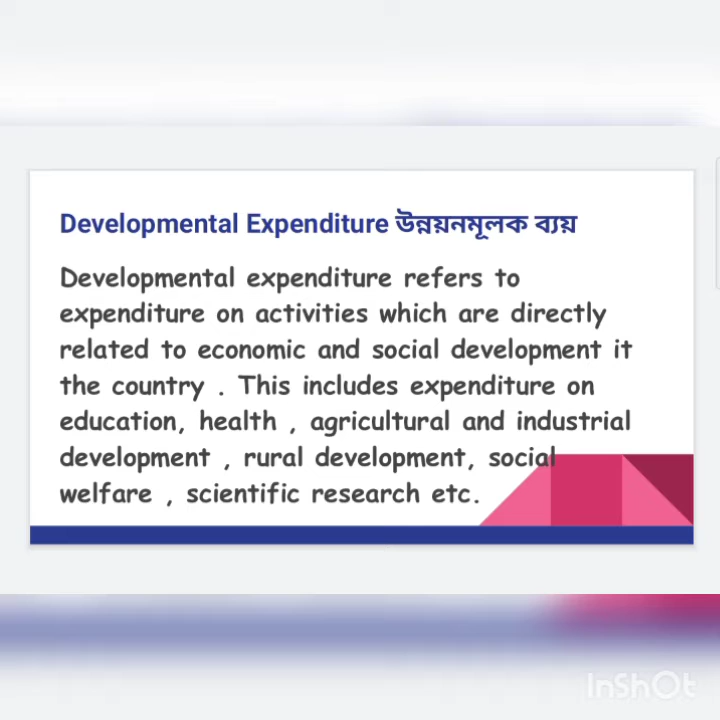 Developmental Expenditure উন্নয়নমূলক ব্যয়
Developmental expenditure refers to
expenditure on activities which are directly
related to economic and social development it
the country . This includes expenditure on
education, health , agricultural and industrial
development , rural development, social
welfare , scientific research etc.
InShOt